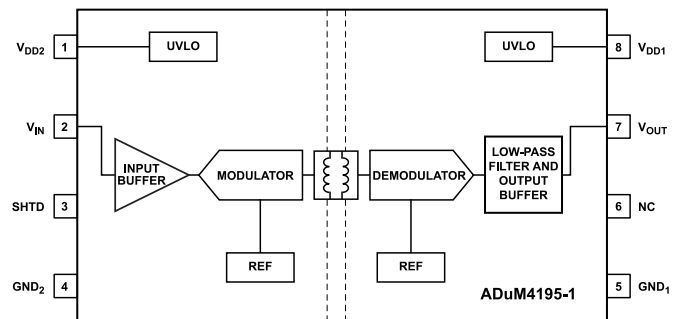 V_DD2 1
UVLO
UVLO
8 V_DD1
V_IN 2
7 V_OUT
INPUT
BUFFER
MODULATOR
DEMODULATOR
LOW-PASS
FILTER AND
OUTPUT
BUFFER
SHTD 3
6 NC
REF
REF
GND_2 4
ADuM4195-1
5 GND_1